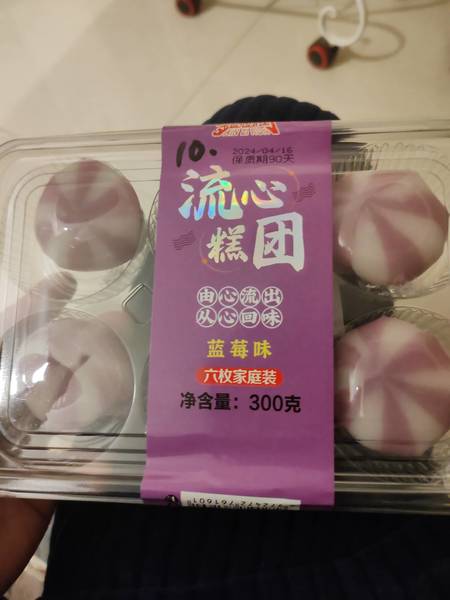 10.
2024/04/16
保质期90天
流心
糕团
由心流出
从心回味
蓝莓味
六枚家庭装
净含量：300克